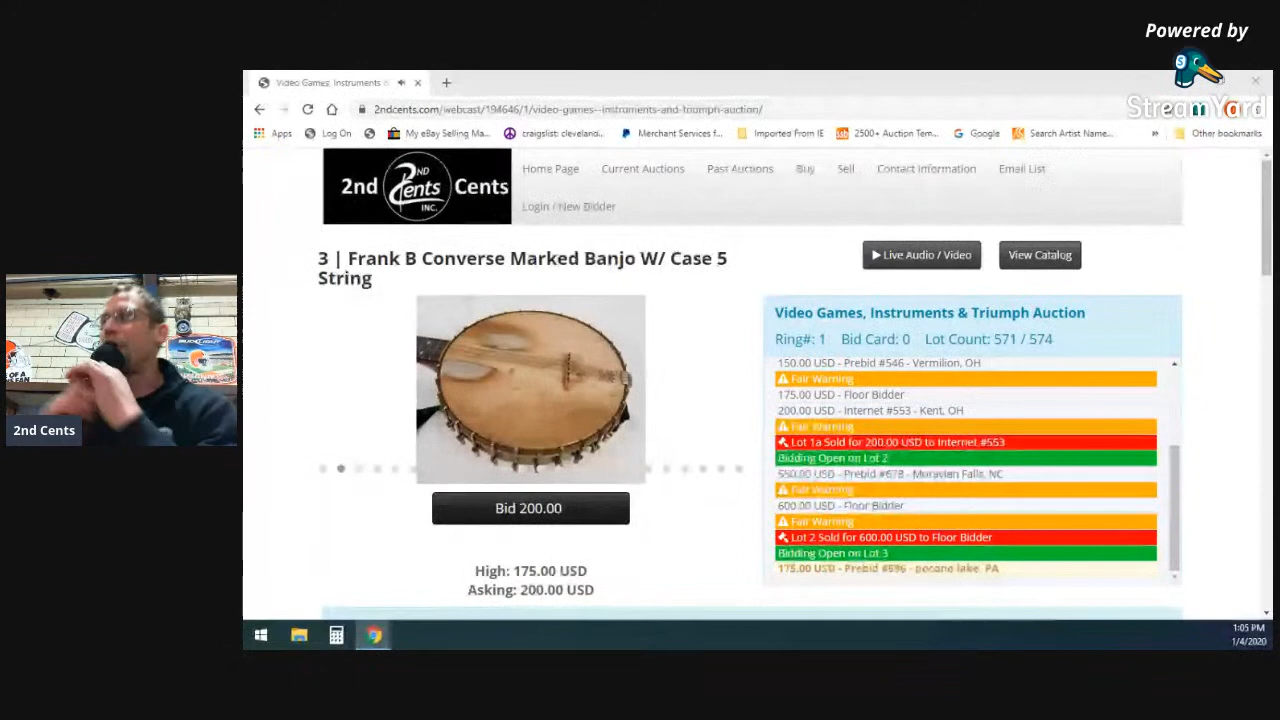 Powered by
StreamYard
Video Games, Instruments &
2ndcents.com/webcast/194646/1/video-games--instruments-and-triumph-auction/
Apps
Log On
My eBay Selling Ma...
craigslist: cleveland...
Merchant Services f...
Imported From IE
2500+ Auction Tem...
Google
Search Artist Name...
»
Other bookmarks
2nd Cents
2ND Cents INC.
Home Page
Current Auctions
Past Auctions
Buy
Sell
Contact Information
Email List
Login / New Bidder
3 | Frank B Converse Marked Banjo W/ Case 5
String
Live Audio / Video
View Catalog
Bid 200.00
High: 175.00 USD
Asking: 200.00 USD
Video Games, Instruments & Triumph Auction
Ring#: 1 Bid Card: 0 Lot Count: 571 / 574
150.00 USD - Prebid #546 - Vermilion, OH
Fair Warning
175.00 USD - Floor Bidder
200.00 USD - Internet #553 - Kent, OH
Fair Warning
Lot 1a Sold for 200.00 USD to Internet #553
Bidding Open on Lot 2
550.00 USD - Prebid #678 - Moravian Falls, NC
Fair Warning
600.00 USD - Floor Bidder
Fair Warning
Lot 2 Sold for 600.00 USD to Floor Bidder
Bidding Open on Lot 3
175.00 USD - Prebid #596 - pocono lake, PA
BUD LIGHT
2nd Cents
1:05 PM
1/4/2020